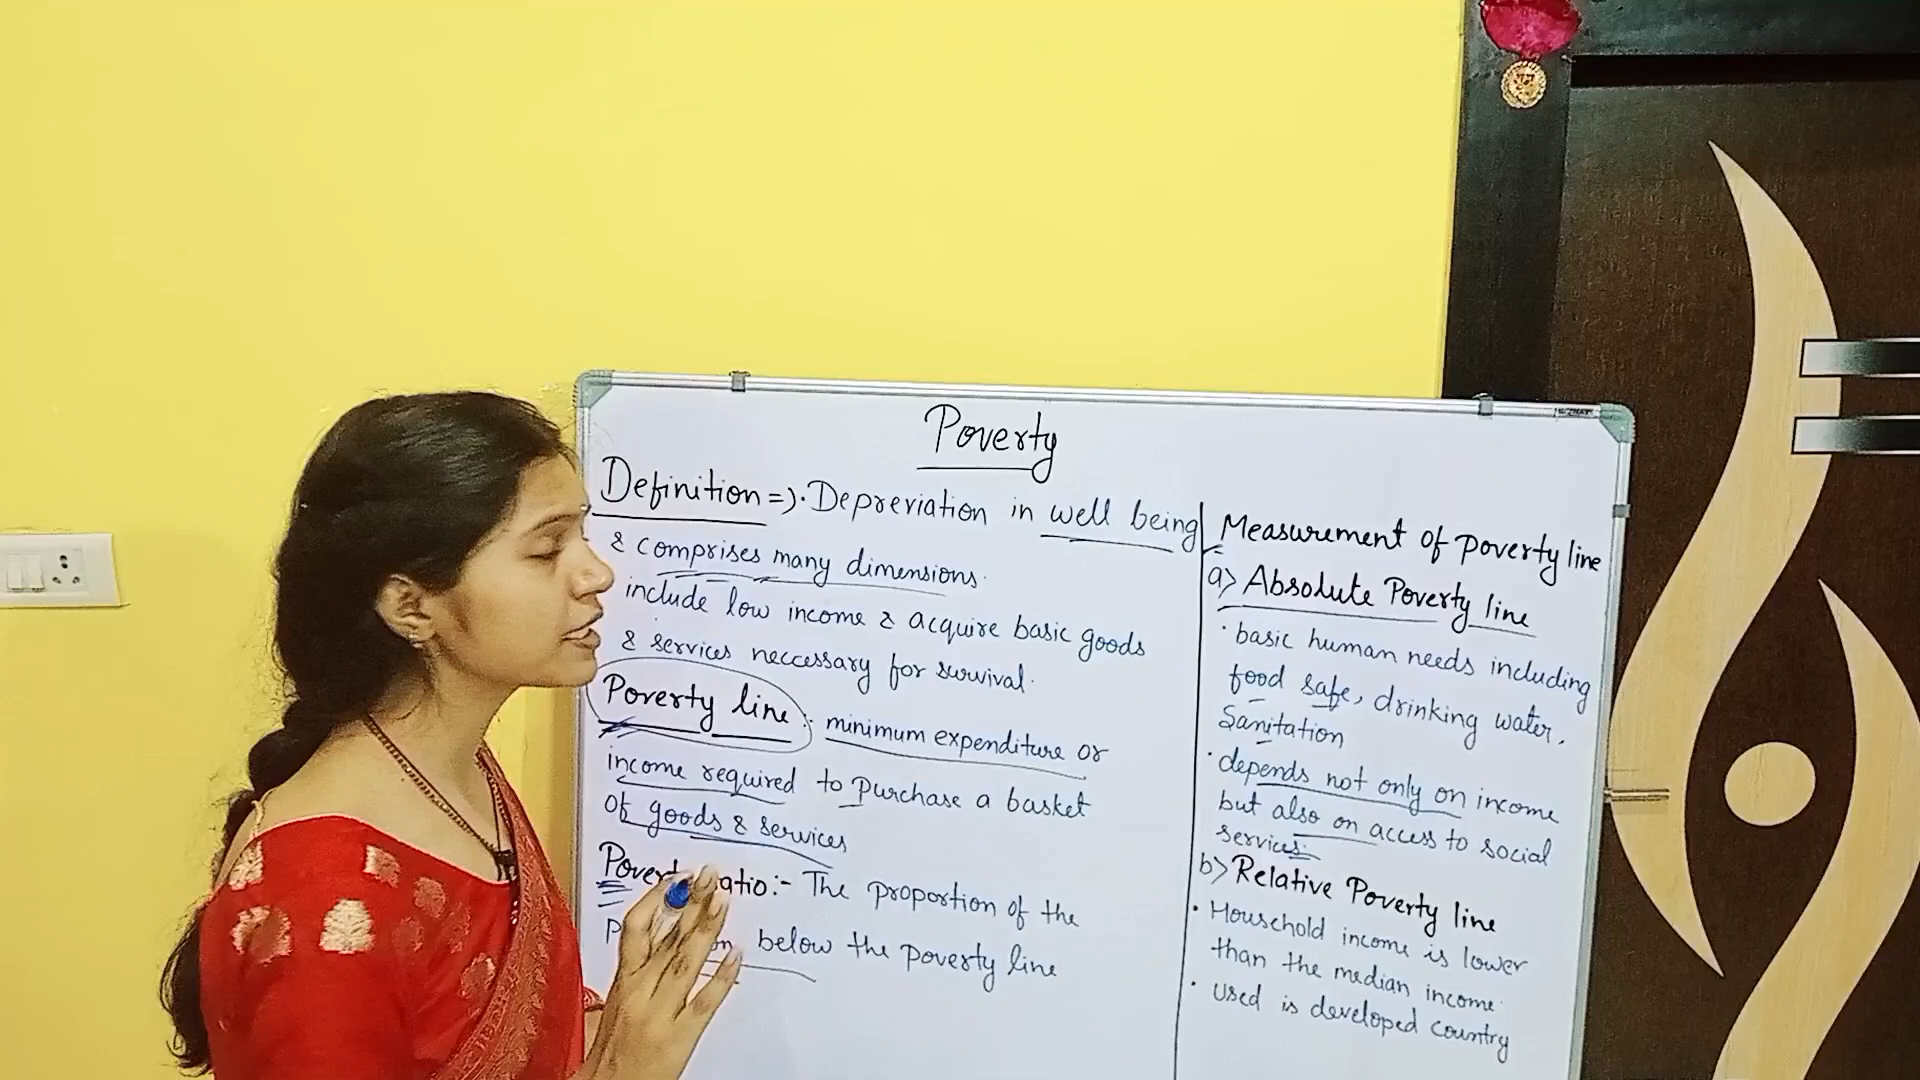 Poverty
Definition =>. Depreviation in well being
& comprises many dimensions.
include low income & acquire basic goods
& services neccessary for survival.
Poverty line :. minimum expenditure or
income required to purchase a basket
of goods & services
Poverty ratio:- The proportion of the
below the poverty line
Measurement of poverty line
a> Absolute Poverty line
· basic human needs including
food safe, drinking water,
Sanitation
· depends not only on income
but also on access to social
services.
b> Relative Poverty line
· Household income is lower
than the median income.
· used is developed country